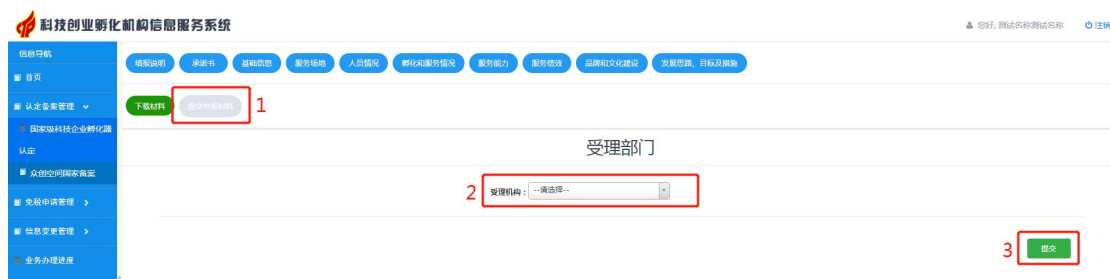 科技创业孵化机构信息服务系统
您好, 测试名称测试名称 注销
信息导航
首页
认定备案管理
国家级科技企业孵化器
认定
众创空间国家备案
免税申请管理
信息变更管理
业务办理进度
填报说明 承诺书 基础信息 服务场地 人员情况 孵化和服务情况 服务能力 服务绩效 品牌和文化建设 发展思路、目标及措施
下载材料 提交申报材料 1
受理部门
2 受理机构： --请选择--
3 提交